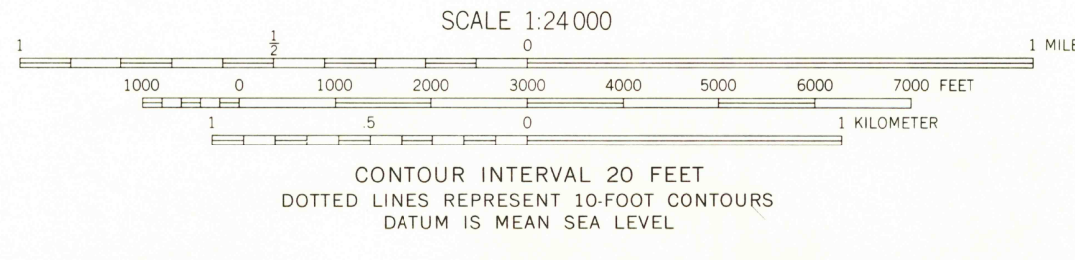 SCALE 1:24 000
1 ½ 0 1 MILE
1000 0 1000 2000 3000 4000 5000 6000 7000 FEET
1 .5 0 1 KILOMETER
CONTOUR INTERVAL 20 FEET
DOTTED LINES REPRESENT 10-FOOT CONTOURS
DATUM IS MEAN SEA LEVEL